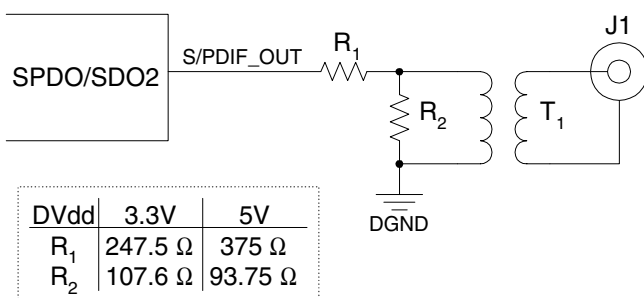 J1
S/PDIF_OUT
R1
SPDO/SDO2
R2
T1
DGND
DVdd 3.3V 5V
R1 247.5 Ω 375 Ω
R2 107.6 Ω 93.75 Ω